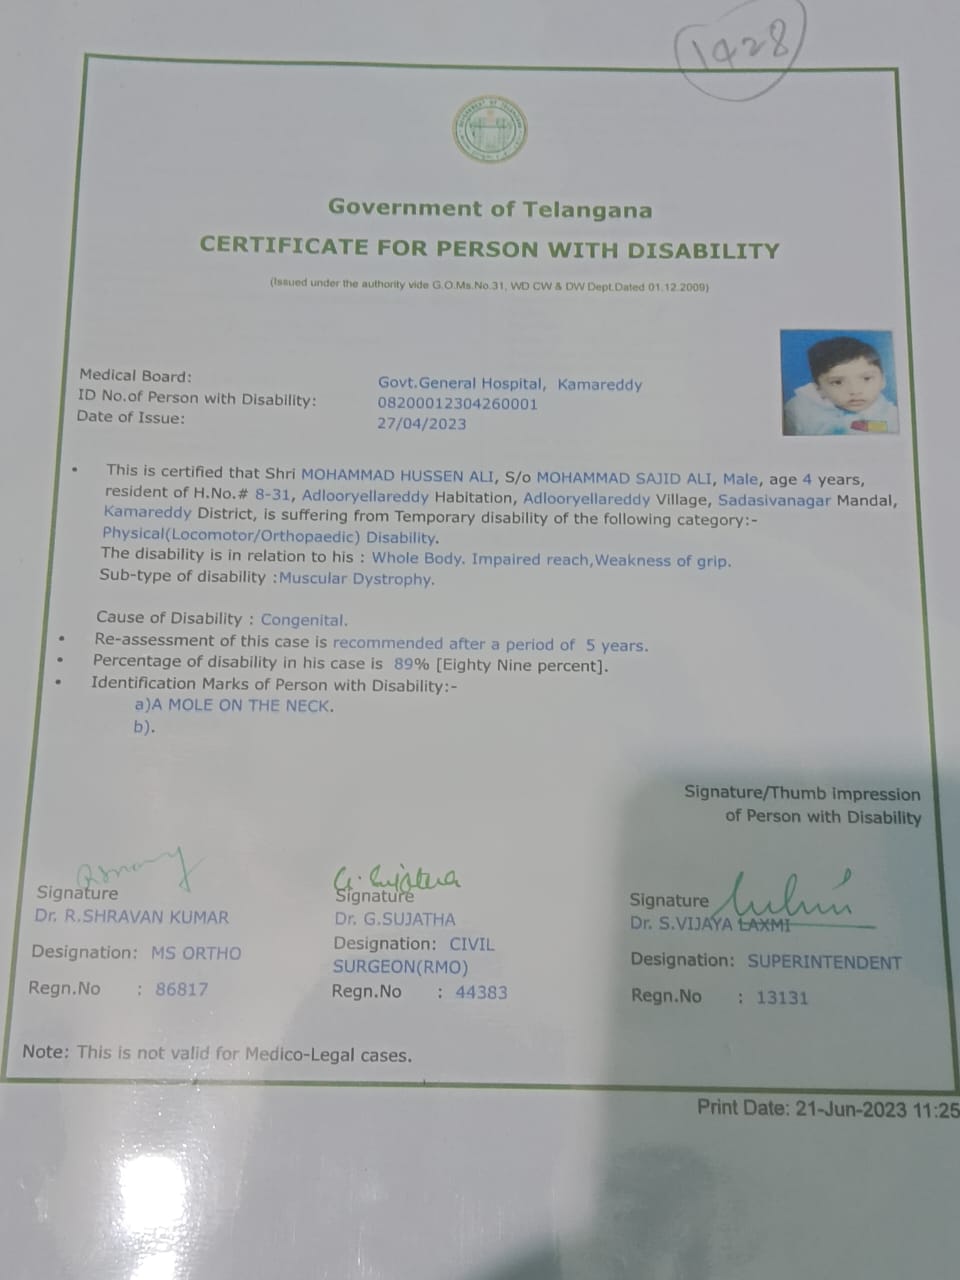 1428
Government of Telangana
CERTIFICATE FOR PERSON WITH DISABILITY
(Issued under the authority vide G.O.Ms.No.31, WD CW & DW Dept.Dated 01.12.2009)
Medical Board: Govt.General Hospital, Kamareddy
ID No.of Person with Disability: 08200012304260001
Date of Issue: 27/04/2023
• This is certified that Shri MOHAMMAD HUSSEN ALI, S/o MOHAMMAD SAJID ALI, Male, age 4 years,
resident of H.No.# 8-31, Adlooryellareddy Habitation, Adlooryellareddy Village, Sadasivanagar Mandal,
Kamareddy District, is suffering from Temporary disability of the following category:-
Physical(Locomotor/Orthopaedic) Disability.
The disability is in relation to his : Whole Body. Impaired reach,Weakness of grip.
Sub-type of disability :Muscular Dystrophy.
Cause of Disability : Congenital.
• Re-assessment of this case is recommended after a period of 5 years.
• Percentage of disability in his case is 89% [Eighty Nine percent].
• Identification Marks of Person with Disability:-
a)A MOLE ON THE NECK.
b).
Signature/Thumb impression
of Person with Disability
G. Sujatha
Signature Signature Signature
Dr. R.SHRAVAN KUMAR Dr. G.SUJATHA Dr. S.VIJAYA LAXMI
Designation: MS ORTHO Designation: CIVIL Designation: SUPERINTENDENT
SURGEON(RMO)
Regn.No : 86817 Regn.No : 44383 Regn.No : 13131
Note: This is not valid for Medico-Legal cases.
Print Date: 21-Jun-2023 11:25